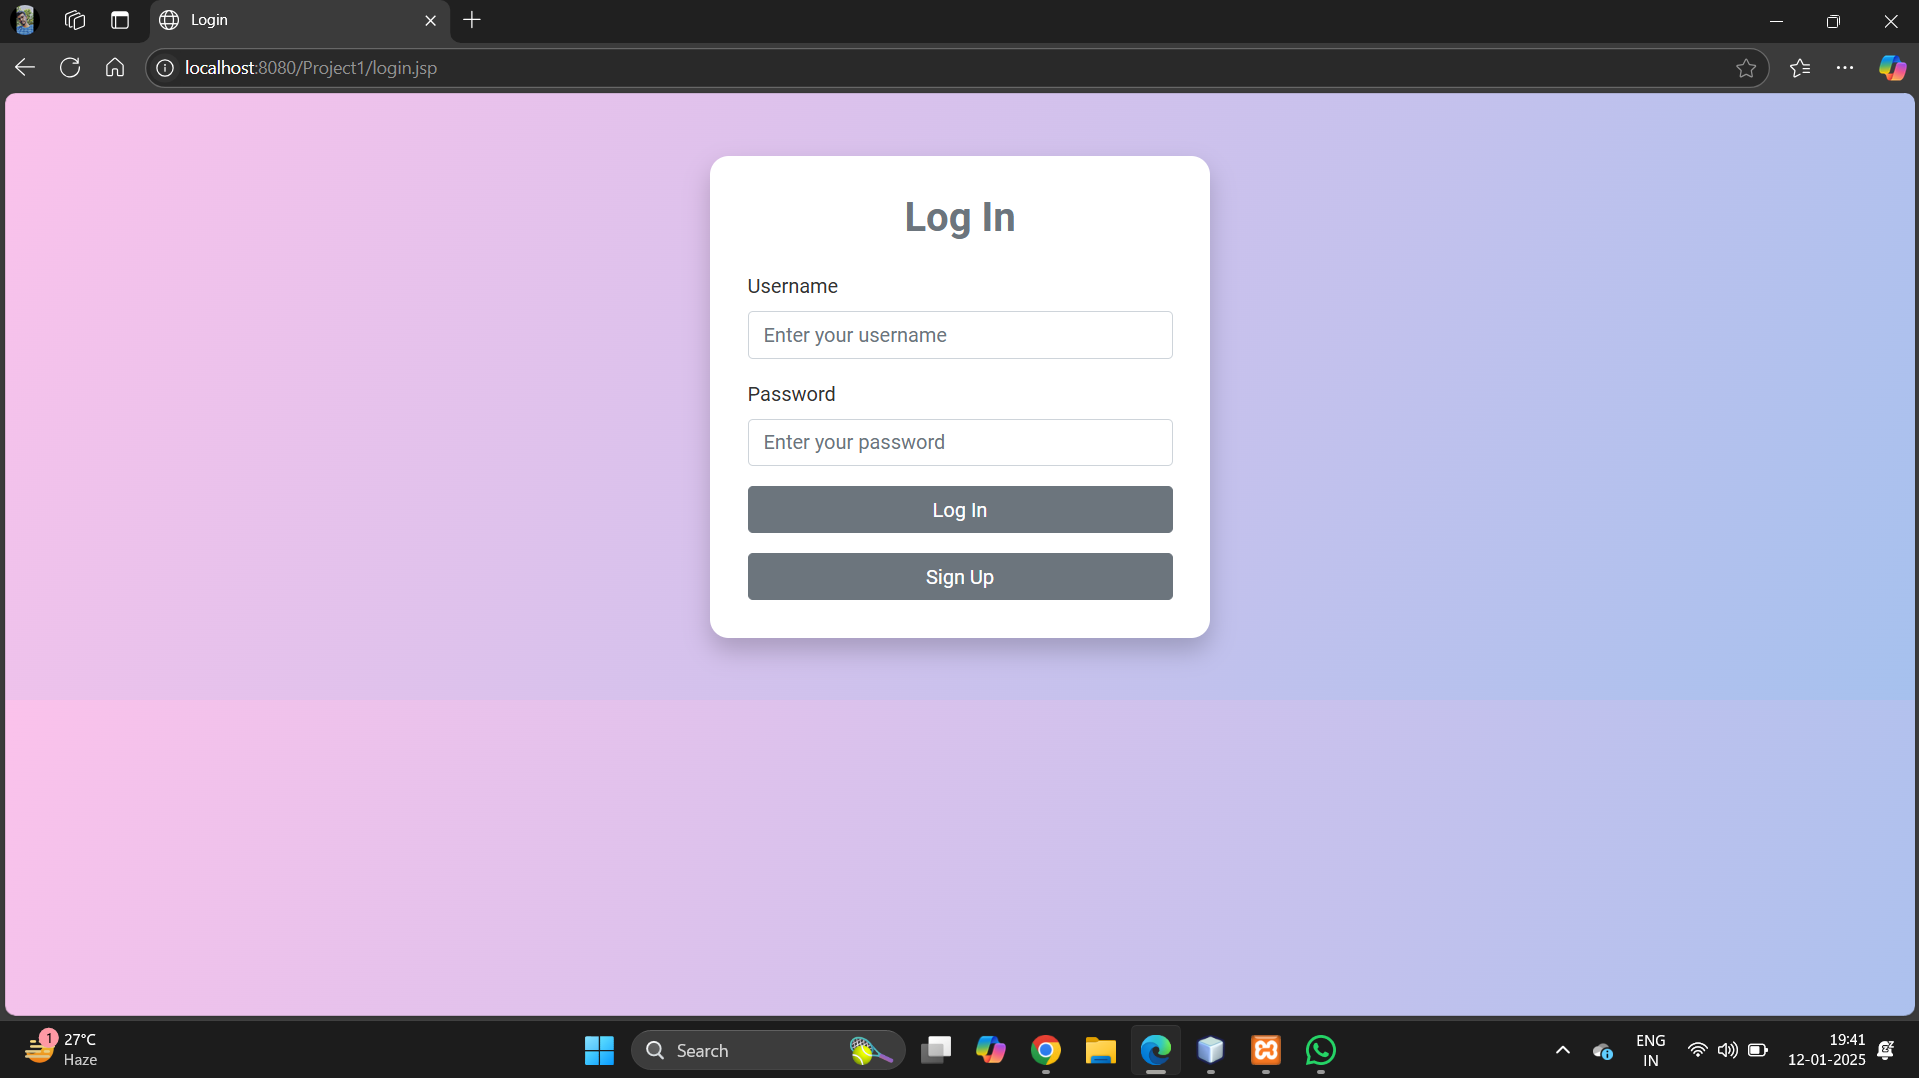 Login
localhost:8080/Project1/login.jsp
Log In
Username
Enter your username
Password
Enter your password
Log In
Sign Up
1
27°C
Haze
Search
ENG
IN
19:41
12-01-2025